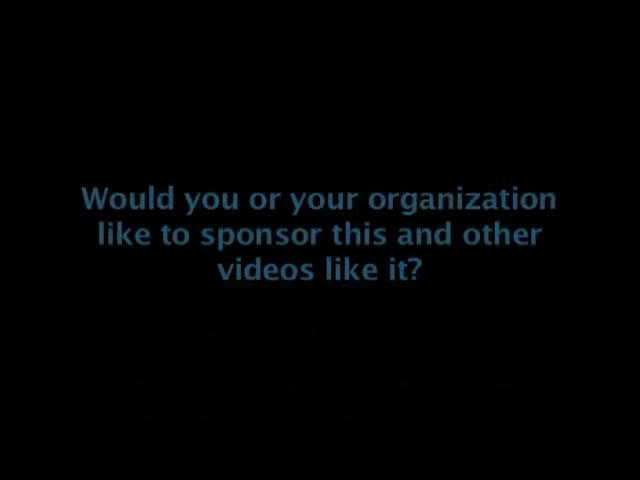 Would you or your organization
like to sponsor this and other
videos like it?